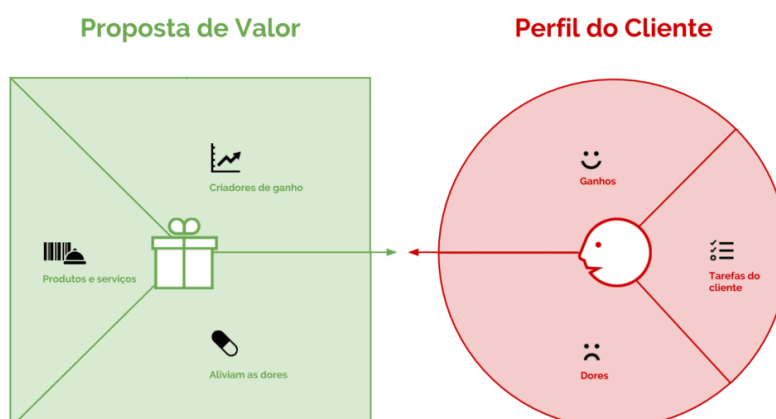 Proposta de Valor
Perfil do Cliente
Criadores de ganho
Produtos e serviços
Aliviam as dores
Ganhos
Tarefas do
cliente
Dores